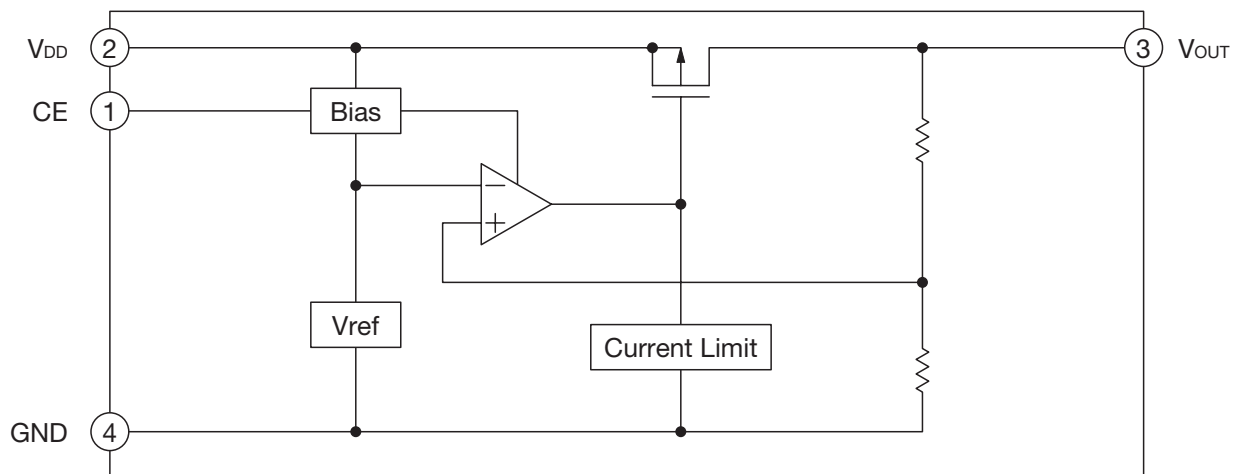 VDD 2
3 VOUT
CE 1
Bias
−
+
Vref
Current Limit
GND 4